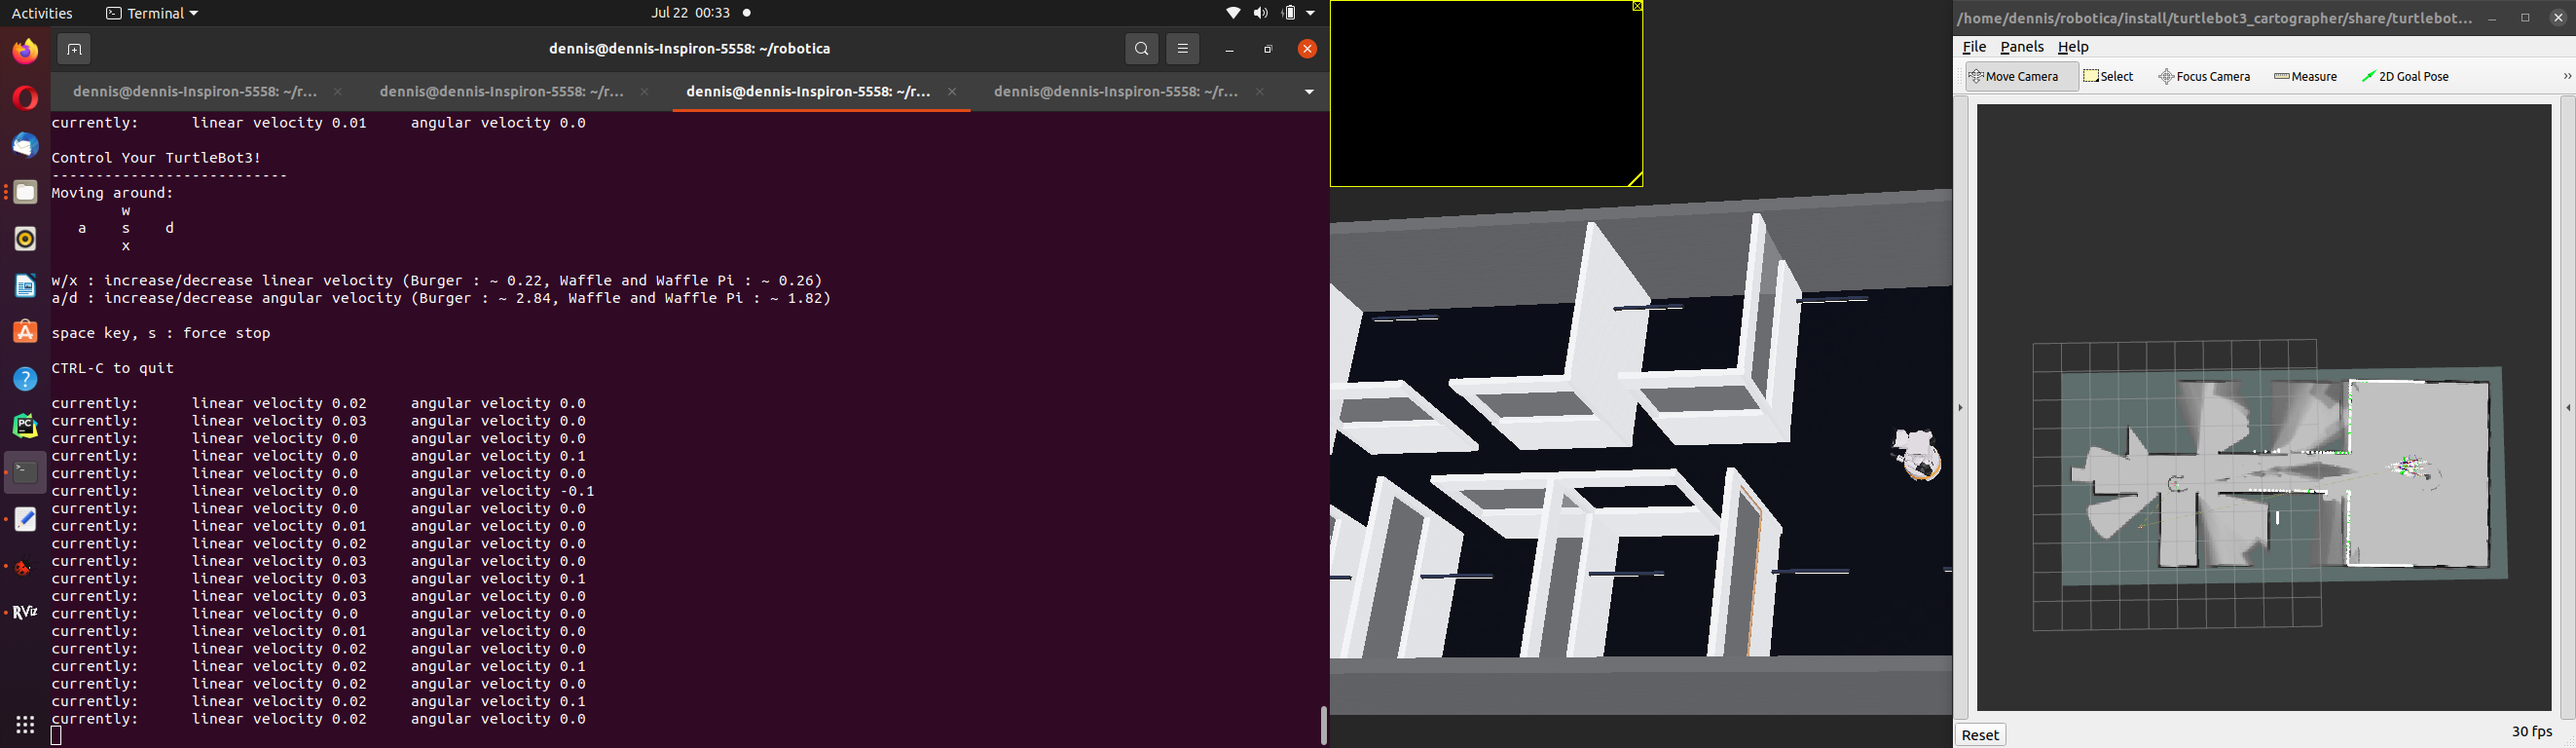 Activities
Terminal
Jul 22 00:33
dennis@dennis-Inspiron-5558: ~/robotica
dennis@dennis-Inspiron-5558: ~/r...
dennis@dennis-Inspiron-5558: ~/r...
dennis@dennis-Inspiron-5558: ~/r...
dennis@dennis-Inspiron-5558: ~/r...
currently: linear velocity 0.01 angular velocity 0.0
Control Your TurtleBot3!
---------------------------
Moving around:
w
a s d
x
w/x : increase/decrease linear velocity (Burger : ~ 0.22, Waffle and Waffle Pi : ~ 0.26)
a/d : increase/decrease angular velocity (Burger : ~ 2.84, Waffle and Waffle Pi : ~ 1.82)
space key, s : force stop
CTRL-C to quit
currently: linear velocity 0.02 angular velocity 0.0
currently: linear velocity 0.03 angular velocity 0.0
currently: linear velocity 0.0 angular velocity 0.0
currently: linear velocity 0.0 angular velocity 0.1
currently: linear velocity 0.0 angular velocity 0.0
currently: linear velocity 0.0 angular velocity -0.1
currently: linear velocity 0.0 angular velocity 0.0
currently: linear velocity 0.01 angular velocity 0.0
currently: linear velocity 0.02 angular velocity 0.0
currently: linear velocity 0.03 angular velocity 0.0
currently: linear velocity 0.03 angular velocity 0.1
currently: linear velocity 0.03 angular velocity 0.0
currently: linear velocity 0.0 angular velocity 0.0
currently: linear velocity 0.01 angular velocity 0.0
currently: linear velocity 0.02 angular velocity 0.0
currently: linear velocity 0.02 angular velocity 0.1
currently: linear velocity 0.02 angular velocity 0.0
currently: linear velocity 0.02 angular velocity 0.1
currently: linear velocity 0.02 angular velocity 0.0
PC
RViz
/home/dennis/robotica/install/turtlebot3_cartographer/share/turtlebot...
File Panels Help
Move Camera Select Focus Camera Measure 2D Goal Pose
Reset
30 fps